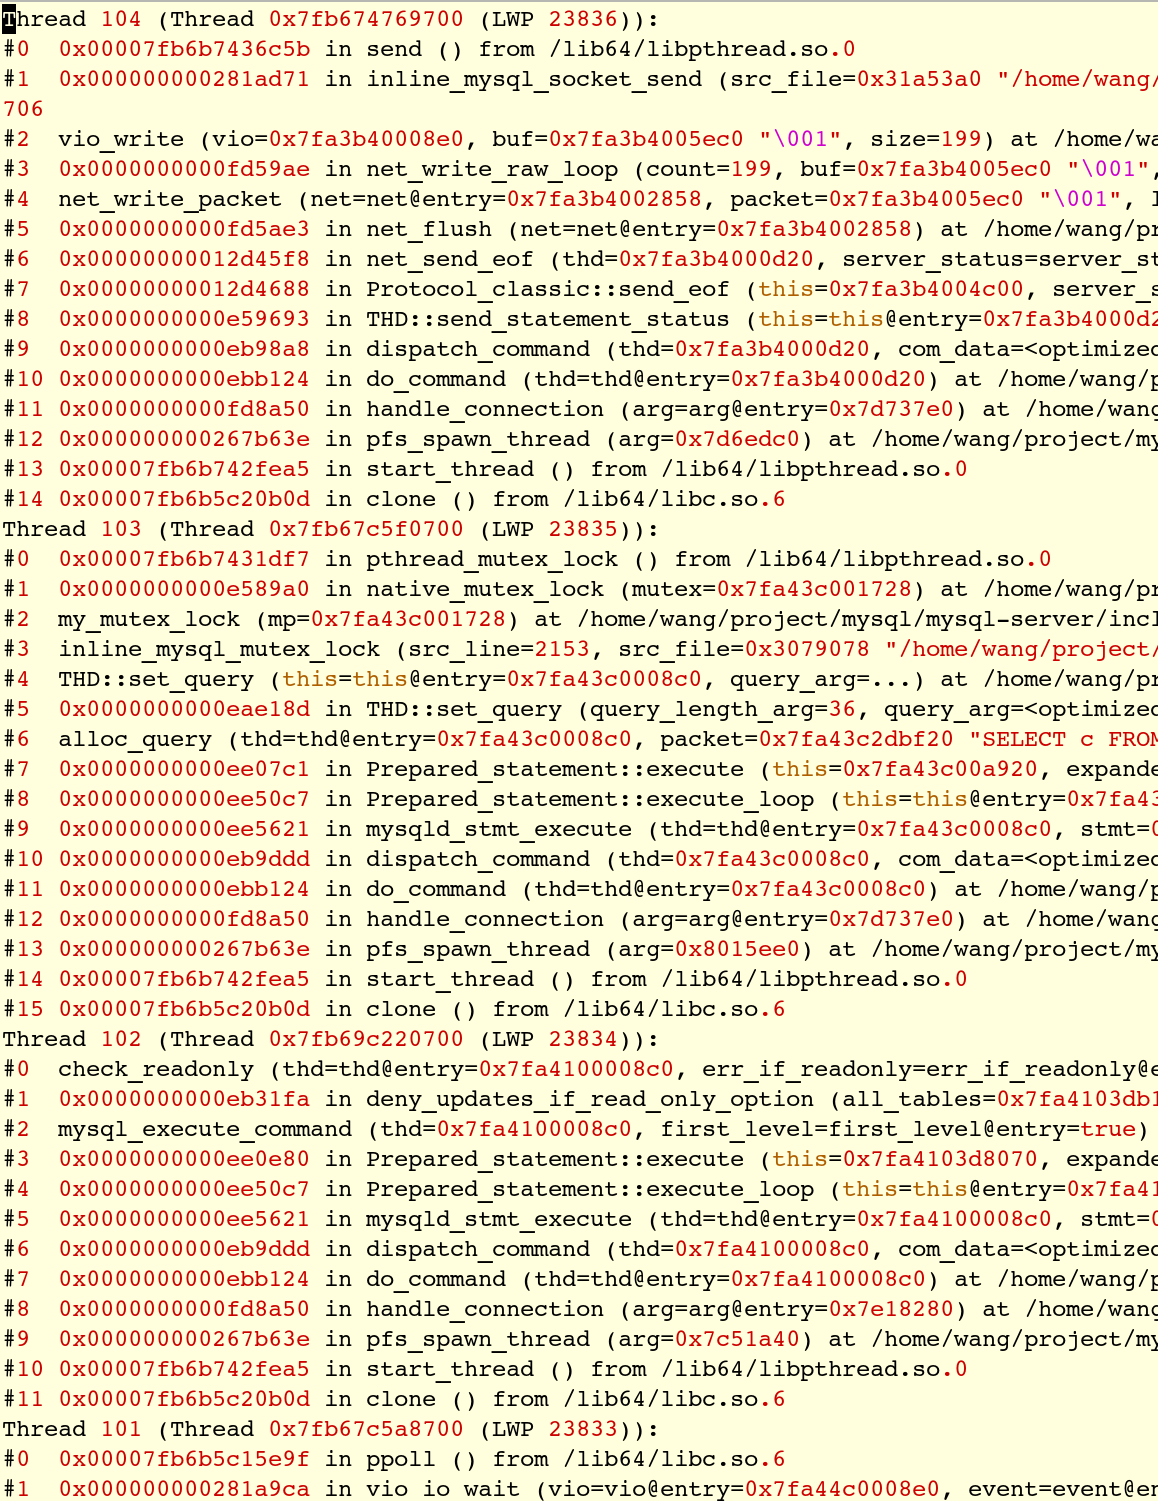 Thread 104 (Thread 0x7fb674769700 (LWP 23836)):
#0  0x00007fb6b7436c5b in send () from /lib64/libpthread.so.0
#1  0x000000000281ad71 in inline_mysql_socket_send (src_file=0x31a53a0 "/home/wang/
706
#2  vio_write (vio=0x7fa3b40008e0, buf=0x7fa3b4005ec0 "\001", size=199) at /home/wa
#3  0x0000000000fd59ae in net_write_raw_loop (count=199, buf=0x7fa3b4005ec0 "\001",
#4  net_write_packet (net=net@entry=0x7fa3b4002858, packet=0x7fa3b4005ec0 "\001", l
#5  0x0000000000fd5ae3 in net_flush (net=net@entry=0x7fa3b4002858) at /home/wang/pr
#6  0x00000000012d45f8 in net_send_eof (thd=0x7fa3b4000d20, server_status=server_st
#7  0x00000000012d4688 in Protocol_classic::send_eof (this=0x7fa3b4004c00, server_s
#8  0x0000000000e59693 in THD::send_statement_status (this=this@entry=0x7fa3b4000d2
#9  0x0000000000eb98a8 in dispatch_command (thd=0x7fa3b4000d20, com_data=<optimized
#10 0x0000000000ebb124 in do_command (thd=thd@entry=0x7fa3b4000d20) at /home/wang/p
#11 0x0000000000fd8a50 in handle_connection (arg=arg@entry=0x7d737e0) at /home/wang
#12 0x000000000267b63e in pfs_spawn_thread (arg=0x7d6edc0) at /home/wang/project/my
#13 0x00007fb6b742fea5 in start_thread () from /lib64/libpthread.so.0
#14 0x00007fb6b5c20b0d in clone () from /lib64/libc.so.6
Thread 103 (Thread 0x7fb67c5f0700 (LWP 23835)):
#0  0x00007fb6b7431df7 in pthread_mutex_lock () from /lib64/libpthread.so.0
#1  0x0000000000e589a0 in native_mutex_lock (mutex=0x7fa43c001728) at /home/wang/pr
#2  my_mutex_lock (mp=0x7fa43c001728) at /home/wang/project/mysql/mysql-server/incl
#3  inline_mysql_mutex_lock (src_line=2153, src_file=0x3079078 "/home/wang/project/
#4  THD::set_query (this=this@entry=0x7fa43c0008c0, query_arg=...) at /home/wang/pr
#5  0x0000000000eae18d in THD::set_query (query_length_arg=36, query_arg=<optimized
#6  alloc_query (thd=thd@entry=0x7fa43c0008c0, packet=0x7fa43c2dbf20 "SELECT c FROM
#7  0x0000000000ee07c1 in Prepared_statement::execute (this=0x7fa43c00a920, expande
#8  0x0000000000ee50c7 in Prepared_statement::execute_loop (this=this@entry=0x7fa43
#9  0x0000000000ee5621 in mysqld_stmt_execute (thd=thd@entry=0x7fa43c0008c0, stmt=0
#10 0x0000000000eb9ddd in dispatch_command (thd=0x7fa43c0008c0, com_data=<optimized
#11 0x0000000000ebb124 in do_command (thd=thd@entry=0x7fa43c0008c0) at /home/wang/p
#12 0x0000000000fd8a50 in handle_connection (arg=arg@entry=0x7d737e0) at /home/wang
#13 0x000000000267b63e in pfs_spawn_thread (arg=0x8015ee0) at /home/wang/project/my
#14 0x00007fb6b742fea5 in start_thread () from /lib64/libpthread.so.0
#15 0x00007fb6b5c20b0d in clone () from /lib64/libc.so.6
Thread 102 (Thread 0x7fb69c220700 (LWP 23834)):
#0  check_readonly (thd=thd@entry=0x7fa4100008c0, err_if_readonly=err_if_readonly@e
#1  0x0000000000eb31fa in deny_updates_if_read_only_option (all_tables=0x7fa4103db1
#2  mysql_execute_command (thd=0x7fa4100008c0, first_level=first_level@entry=true)
#3  0x0000000000ee0e80 in Prepared_statement::execute (this=0x7fa4103d8070, expande
#4  0x0000000000ee50c7 in Prepared_statement::execute_loop (this=this@entry=0x7fa41
#5  0x0000000000ee5621 in mysqld_stmt_execute (thd=thd@entry=0x7fa4100008c0, stmt=0
#6  0x0000000000eb9ddd in dispatch_command (thd=0x7fa4100008c0, com_data=<optimized
#7  0x0000000000ebb124 in do_command (thd=thd@entry=0x7fa4100008c0) at /home/wang/p
#8  0x0000000000fd8a50 in handle_connection (arg=arg@entry=0x7e18280) at /home/wang
#9  0x000000000267b63e in pfs_spawn_thread (arg=0x7c51a40) at /home/wang/project/my
#10 0x00007fb6b742fea5 in start_thread () from /lib64/libpthread.so.0
#11 0x00007fb6b5c20b0d in clone () from /lib64/libc.so.6
Thread 101 (Thread 0x7fb67c5a8700 (LWP 23833)):
#0  0x00007fb6b5c15e9f in ppoll () from /lib64/libc.so.6
#1  0x000000000281a9ca in vio_io_wait (vio=vio@entry=0x7fa44c0008e0, event=event@en